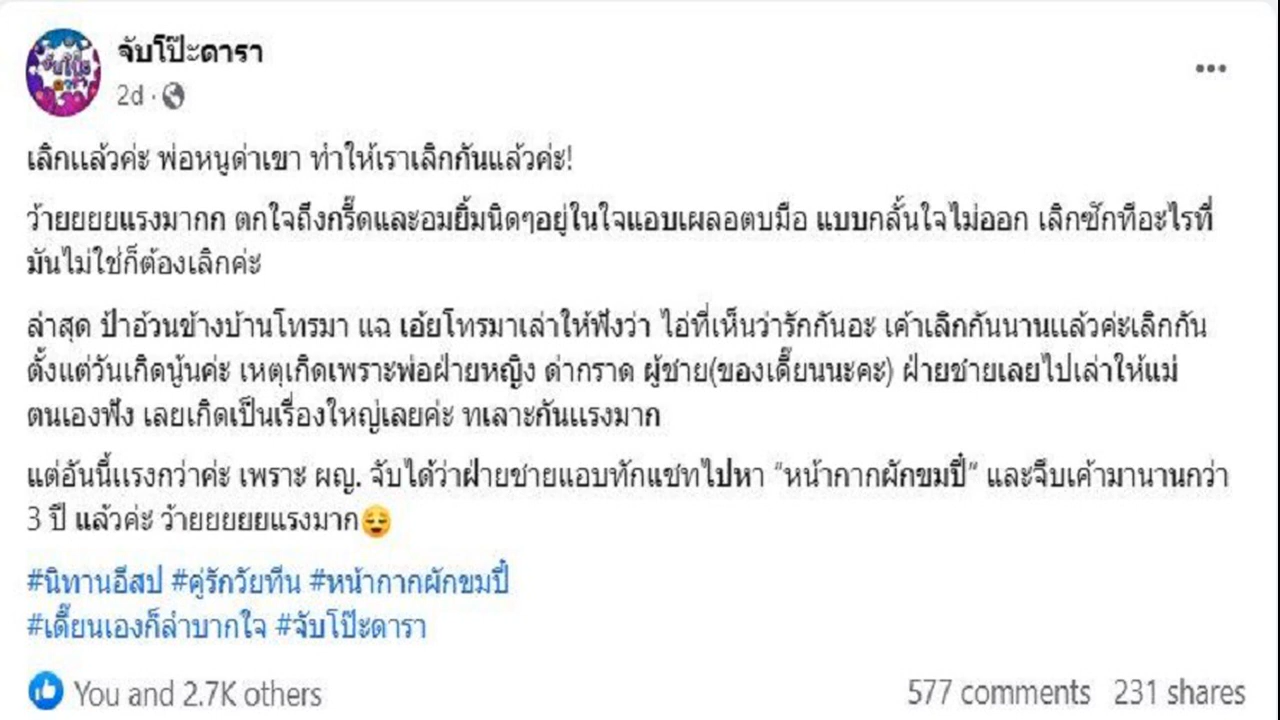 จับโป๊ะดารา
2d ·
เลิกแล้วค่ะ พ่อหนูด่าเขา ทำให้เราเลิกกันแล้วค่ะ!
ว้ายยยยแรงมากก ตกใจถึงกรี๊ดและอมยิ้มนิดๆอยู่ในใจแอบเผลอตบมือ แบบกลั้นใจไม่ออก เลิกซักทีอะไรที่
มันไม่ใช่ก็ต้องเลิกค่ะ
ล่าสุด ป้าอ้วนข้างบ้านโทรมา แฉ เอ้ยโทรมาเล่าให้ฟังว่า ไอ่ที่เห็นว่ารักกันอะ เค้าเลิกกันนานแล้วค่ะเลิกกัน
ตั้งแต่วันเกิดนู้นค่ะ เหตุเกิดเพราะพ่อฝ่ายหญิง ด่ากราด ผู้ชาย(ของเดี๊ยนนะคะ) ฝ่ายชายเลยไปเล่าให้แม่
ตนเองฟัง เลยเกิดเป็นเรื่องใหญ่เลยค่ะ ทเลาะกันแรงมาก
แต่อันนี้แรงกว่าค่ะ เพราะ ผญ. จับได้ว่าฝ่ายชายแอบทักแชทไปหา “หน้ากากผักขมปี๋” และจีบเค้ามานานกว่า
3 ปี แล้วค่ะ ว้ายยยยยแรงมาก😌
#นิทานอีสป #คู่รักวัยทีน #หน้ากากผักขมปี๋
#เดี๊ยนเองก็ลำบากใจ #จับโป๊ะดารา
You and 2.7K others
577 comments 231 shares